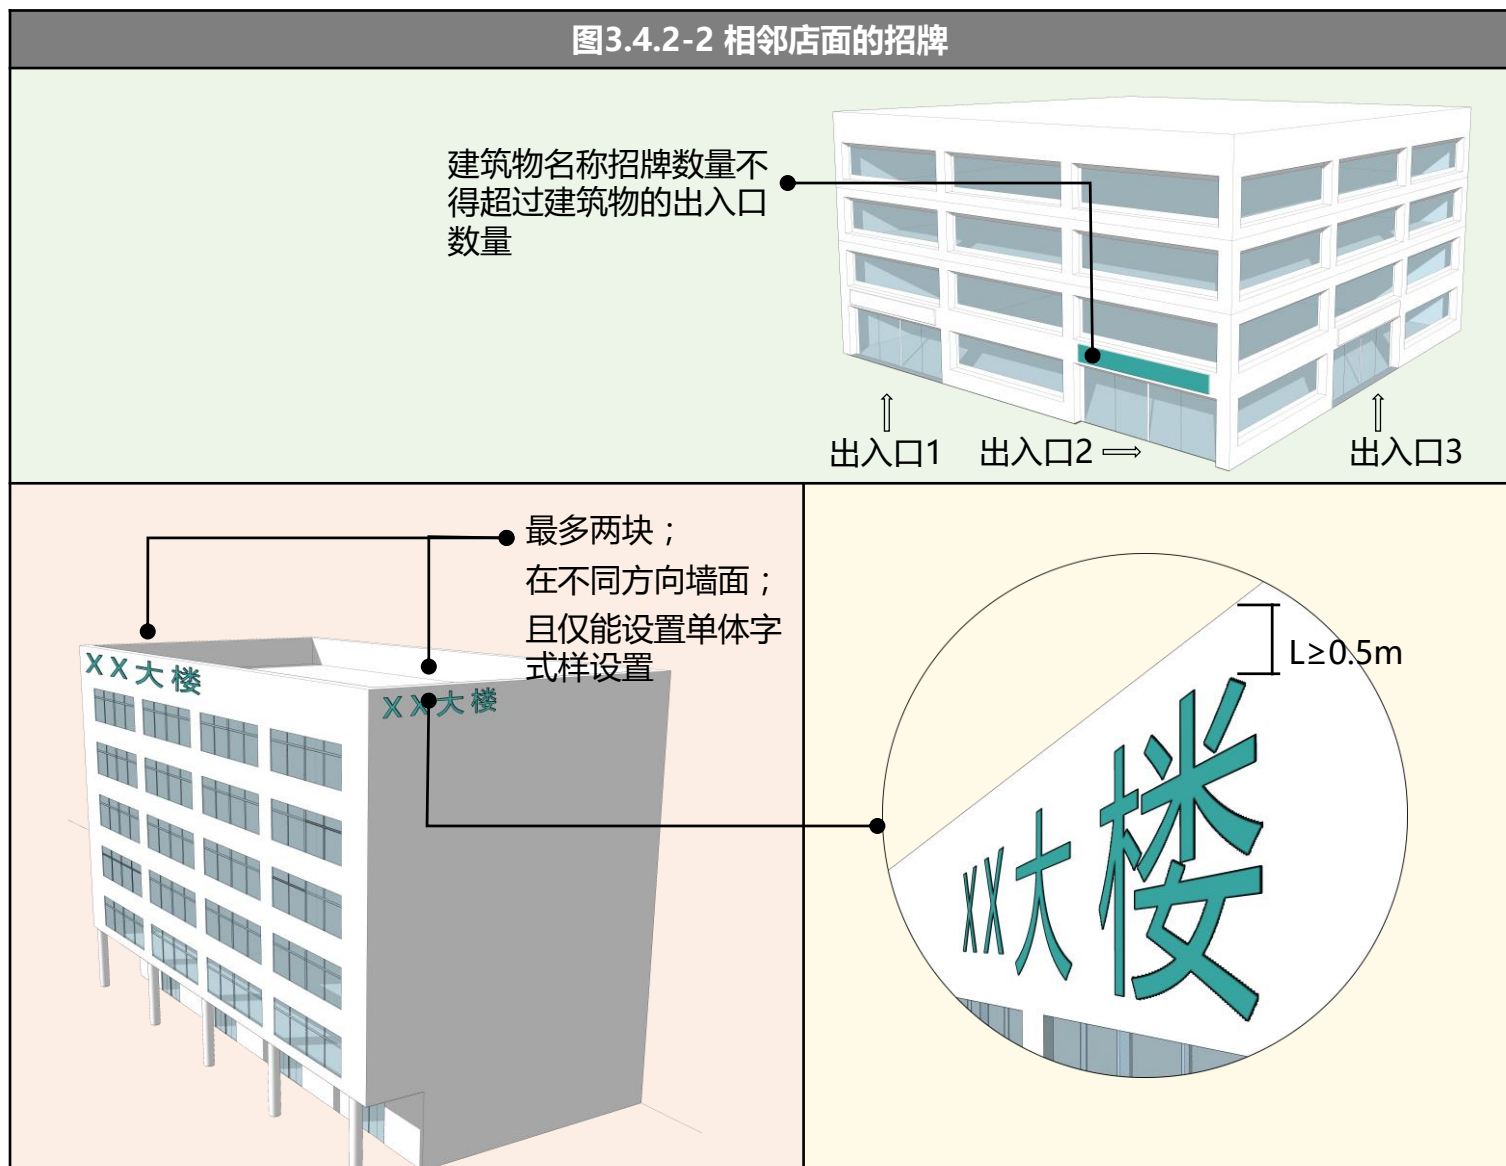 图3.4.2-2 相邻店面的招牌
建筑物名称招牌数量不
得超过建筑物的出入口
数量
出入口1
出入口2
出入口3
最多两块；
在不同方向墙面；
且仅能设置单体字
式样设置
XX大楼
XX大楼
L≥0.5m
XX大楼